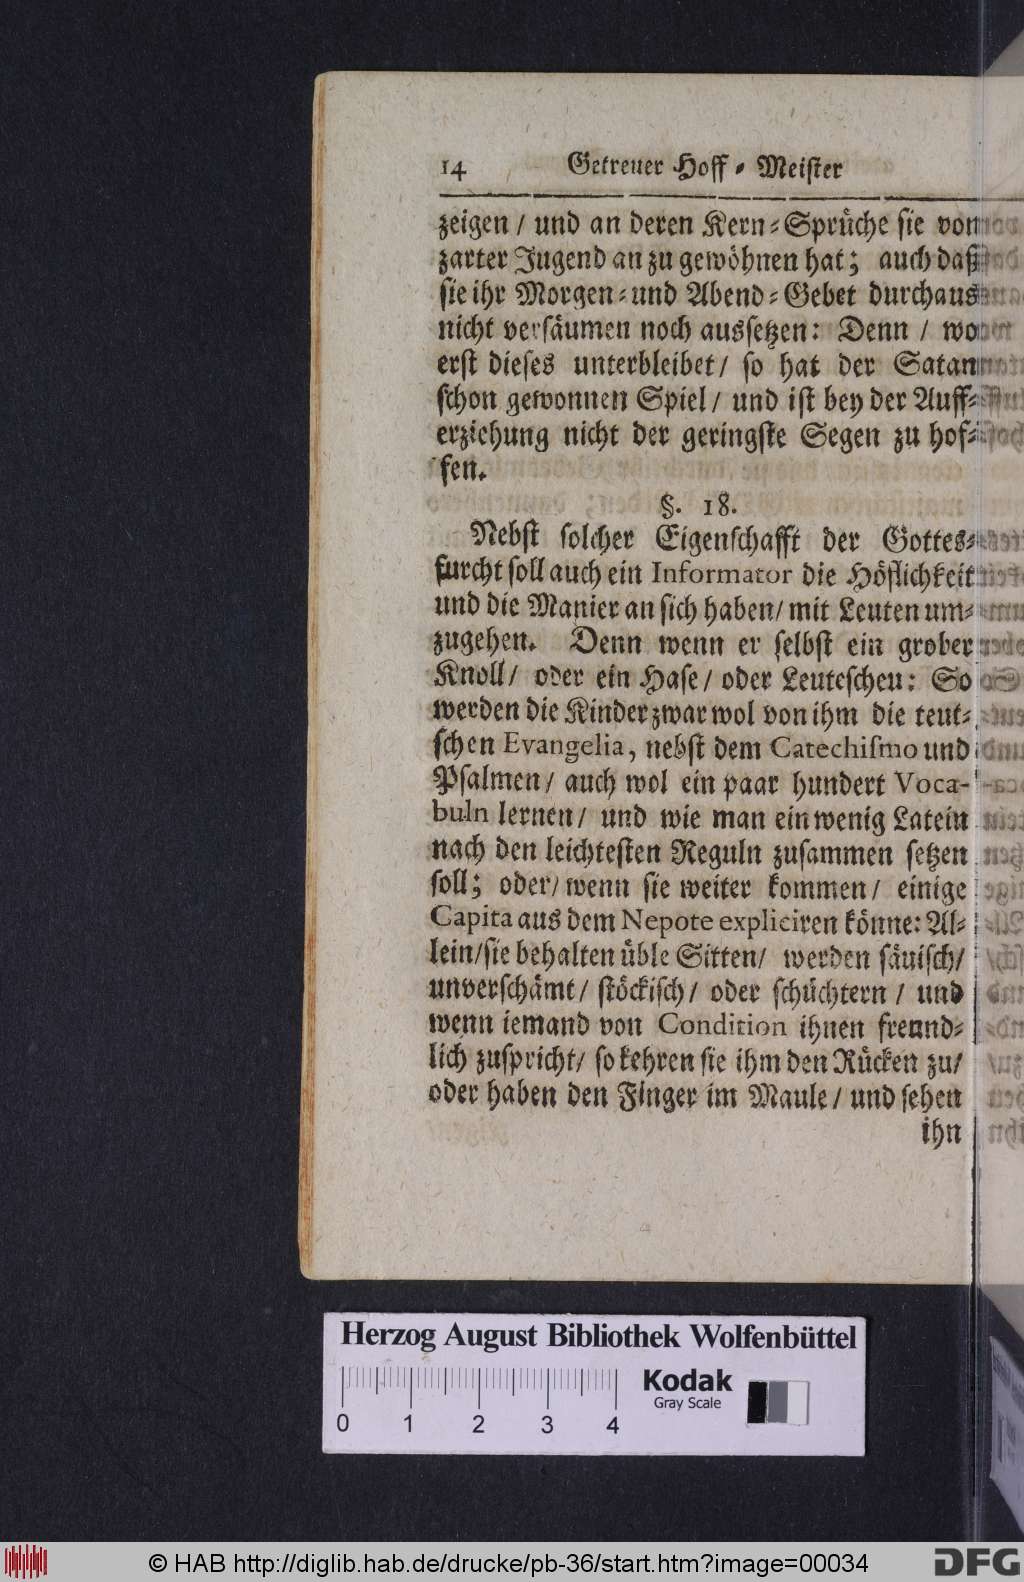 14 Getreuer Hoff-Meister
zeigen / und an deren Kern-Sprüche sie von
zarter Jugend an zu gewöhnen hat; auch daß
sie ihr Morgen-und Abend-Gebet durchaus
nicht versäumen noch aussetzen: Denn / wo
erst dieses unterbleibet/ so hat der Satan
schon gewonnen Spiel/ und ist bey der Auff-
erziehung nicht der geringste Segen zu hof-
fen.
§. 18.
Nebst solcher Eigenschafft der Gottes-
furcht soll auch ein Informator die Höflichkeit
und die Manier an sich haben/ mit Leuten um-
zugehen. Denn wenn er selbst ein grober
Knoll/ oder ein Hase/ oder Leutescheu: So
werden die Kinder zwar wol von ihm die teut-
schen Evangelia, nebst dem Catechiſmo und
Psalmen/ auch wol ein paar hundert Voca-
buln lernen/ und wie man ein wenig Latein
nach den leichtesten Reguln zusammen setzen
soll; oder/ wenn sie weiter kommen/ einige
Capita aus dem Nepote expliciren könne: Al-
lein/sie behalten üble Sitten/ werden säuisch/
unverschämt/ stöckisch/ oder schüchtern / und
wenn iemand von Condition ihnen freund-
lich zuspricht/ so kehren sie ihm den Rücken zu/
oder haben den Finger im Maule/ und sehen
ihn
Herzog August Bibliothek Wolfenbüttel
Kodak
Gray Scale
0 1 2 3 4
© HAB http://diglib.hab.de/drucke/pb-36/start.htm?image=00034
DFG